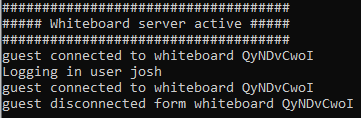 ####################################
##### Whiteboard server active #####
####################################
guest connected to whiteboard QyNDvCwoI
Logging in user josh
guest connected to whiteboard QyNDvCwoI
guest disconnected form whiteboard QyNDvCwoI